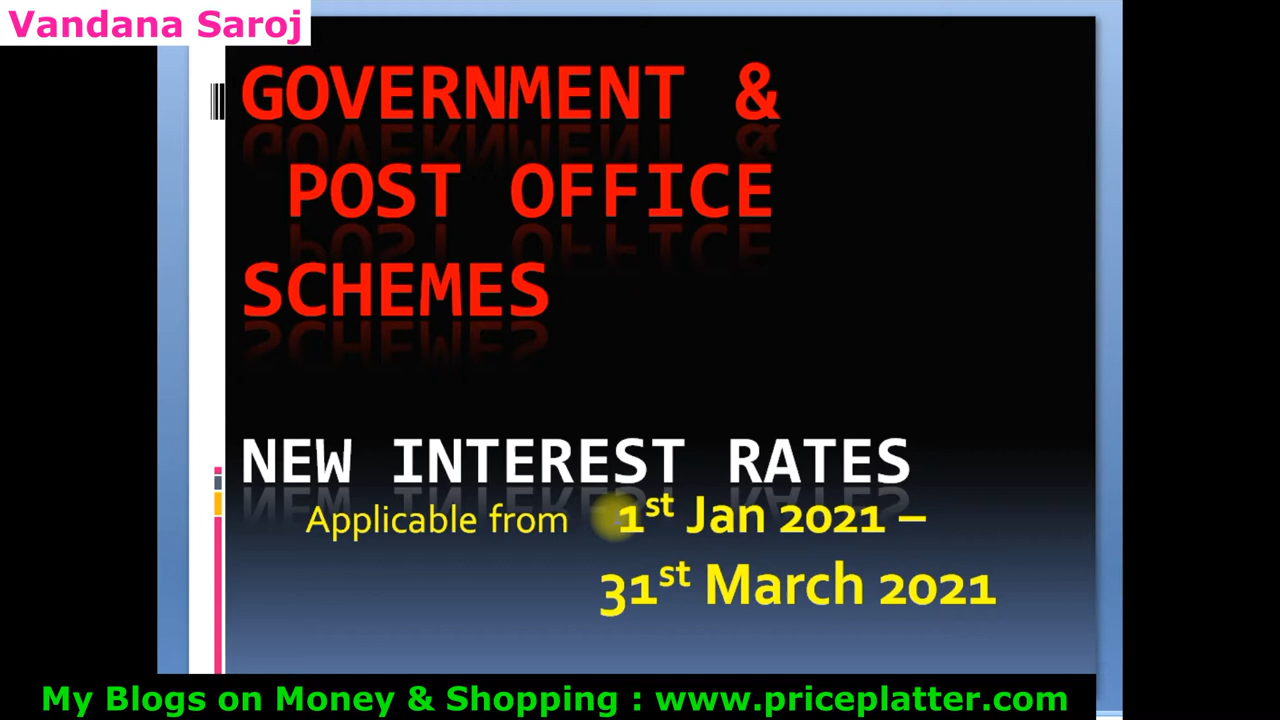 Vandana Saroj
GOVERNMENT &
POST OFFICE
SCHEMES
NEW INTEREST RATES
Applicable from 1st Jan 2021 –
31st March 2021
My Blogs on Money & Shopping : www.priceplatter.com